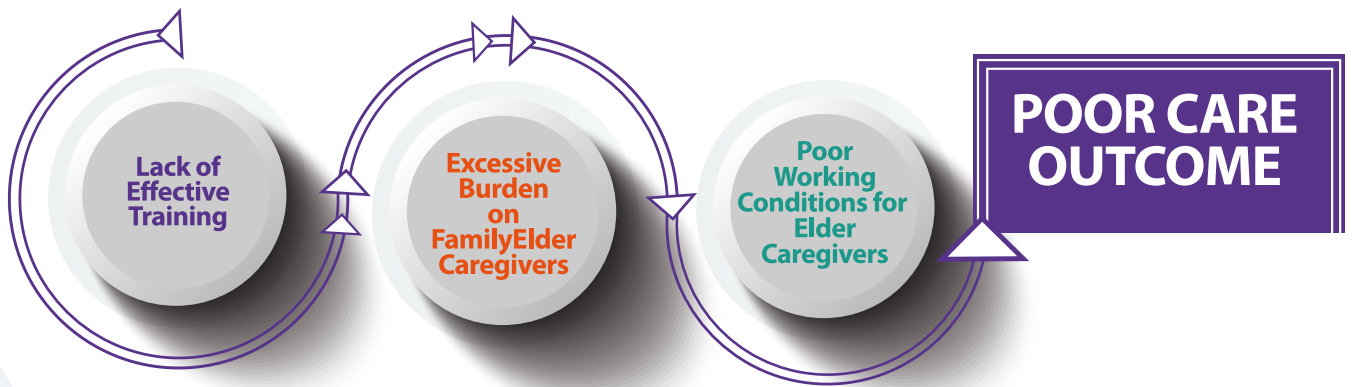 Lack of
Effective
Training
Excessive
Burden
on
FamilyElder
Caregivers
Poor
Working
Conditions for
Elder
Caregivers
POOR CARE
OUTCOME